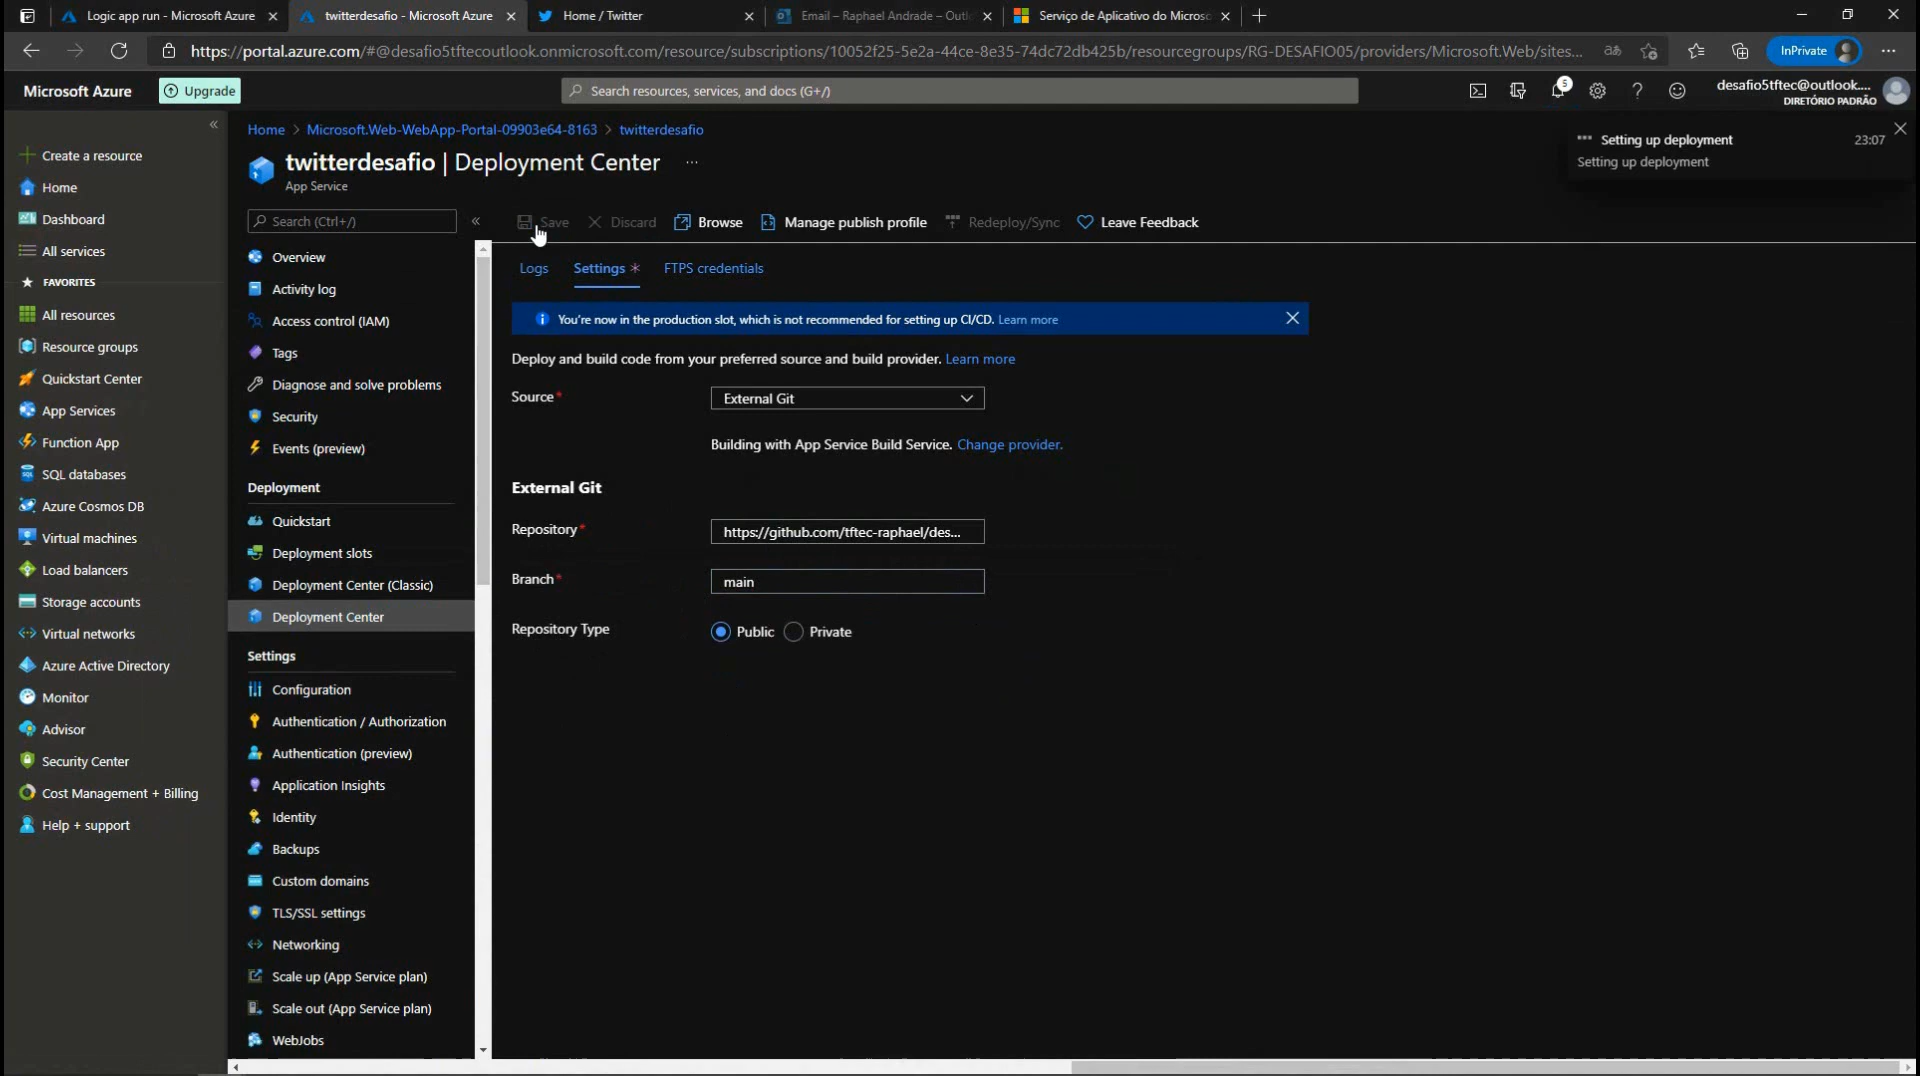 Logic app run - Microsoft Azure
twitterdesafio - Microsoft Azure
Home / Twitter
Email – Raphael Andrade – Outl
Serviço de Aplicativo do Microso
https://portal.azure.com/#@desafio5tftecoutlook.onmicrosoft.com/resource/subscriptions/10052f25-5e2a-44ce-8e35-74dc72db425b/resourcegroups/RG-DESAFIO05/providers/Microsoft.Web/sites...
InPrivate
Microsoft Azure
Upgrade
Search resources, services, and docs (G+/)
5
desafio5tftec@outlook....
DIRETÓRIO PADRÃO
Create a resource
Home
Dashboard
All services
FAVORITES
All resources
Resource groups
Quickstart Center
App Services
Function App
SQL databases
Azure Cosmos DB
Virtual machines
Load balancers
Storage accounts
Virtual networks
Azure Active Directory
Monitor
Advisor
Security Center
Cost Management + Billing
Help + support
Home > Microsoft.Web-WebApp-Portal-09903e64-8163 > twitterdesafio
twitterdesafio | Deployment Center ...
App Service
Search (Ctrl+/)
Overview
Activity log
Access control (IAM)
Tags
Diagnose and solve problems
Security
Events (preview)
Deployment
Quickstart
Deployment slots
Deployment Center (Classic)
Deployment Center
Settings
Configuration
Authentication / Authorization
Authentication (preview)
Application Insights
Identity
Backups
Custom domains
TLS/SSL settings
Networking
Scale up (App Service plan)
Scale out (App Service plan)
WebJobs
Save
Discard
Browse
Manage publish profile
Redeploy/Sync
Leave Feedback
Logs
Settings *
FTPS credentials
You're now in the production slot, which is not recommended for setting up CI/CD. Learn more
Deploy and build code from your preferred source and build provider. Learn more
Source*
External Git
Building with App Service Build Service. Change provider.
External Git
Repository*
https://github.com/tftec-raphael/des...
Branch*
main
Repository Type
Public
Private
Setting up deployment 23:07
Setting up deployment